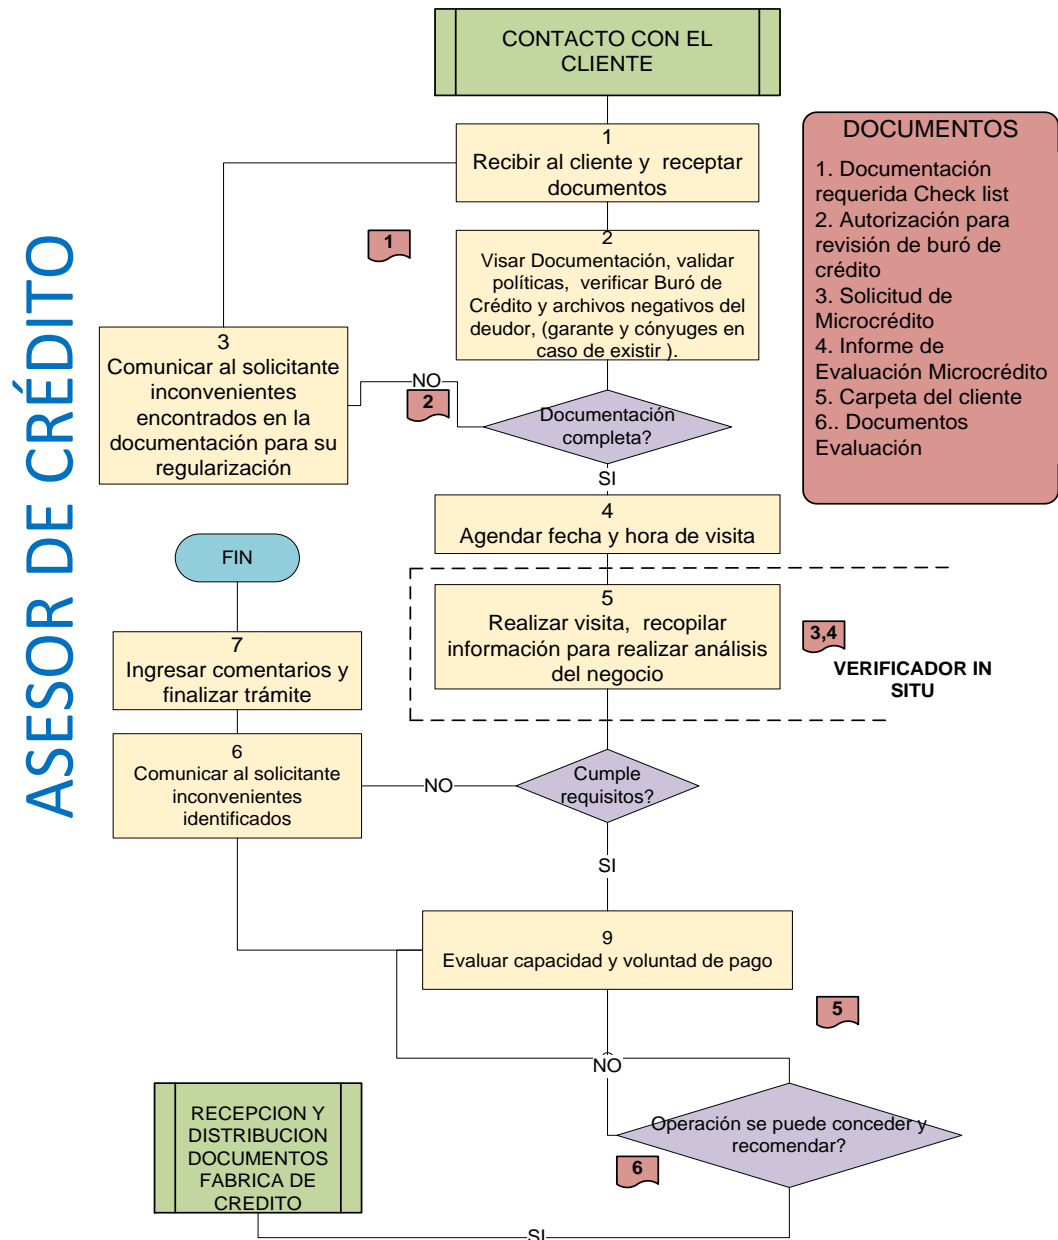 ASESOR DE CRÉDITO
CONTACTO CON EL
CLIENTE
1
Recibir al cliente y receptar
documentos
DOCUMENTOS
1. Documentación
requerida Check list
2. Autorización para
revisión de buró de
crédito
3. Solicitud de
Microcrédito
4. Informe de
Evaluación Microcrédito
5. Carpeta del cliente
6.. Documentos
Evaluación
1
2
Visar Documentación, validar
políticas, verificar Buró de
Crédito y archivos negativos del
deudor, (garante y cónyuges en
caso de existir ).
3
Comunicar al solicitante
inconvenientes
encontrados en la
documentación para su
regularización
NO
2
Documentación
completa?
SI
4
Agendar fecha y hora de visita
FIN
5
Realizar visita, recopilar
información para realizar análisis
del negocio
3,4
VERIFICADOR IN
SITU
7
Ingresar comentarios y
finalizar trámite
6
Comunicar al solicitante
inconvenientes
identificados
NO
Cumple
requisitos?
SI
9
Evaluar capacidad y voluntad de pago
5
NO
RECEPCION Y
DISTRIBUCION
DOCUMENTOS
FABRICA DE
CREDITO
Operación se puede conceder y
recomendar?
6
SI